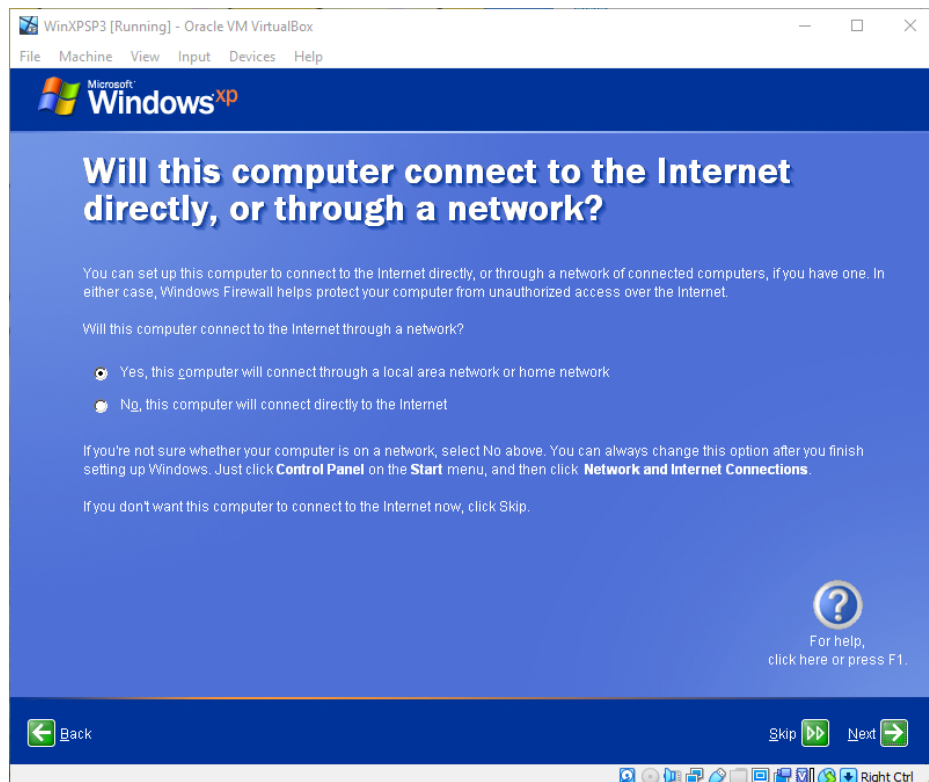 WinXPSP3 [Running] - Oracle VM VirtualBox
File Machine View Input Devices Help
Microsoft
Windows xp
Will this computer connect to the Internet
directly, or through a network?
You can set up this computer to connect to the Internet directly, or through a network of connected computers, if you have one. In
either case, Windows Firewall helps protect your computer from unauthorized access over the Internet.
Will this computer connect to the Internet through a network?
Yes, this computer will connect through a local area network or home network
No, this computer will connect directly to the Internet
If you're not sure whether your computer is on a network, select No above. You can always change this option after you finish
setting up Windows. Just click Control Panel on the Start menu, and then click Network and Internet Connections.
If you don't want this computer to connect to the Internet now, click Skip.
For help,
click here or press F1.
Back
Skip
Next
Right Ctrl